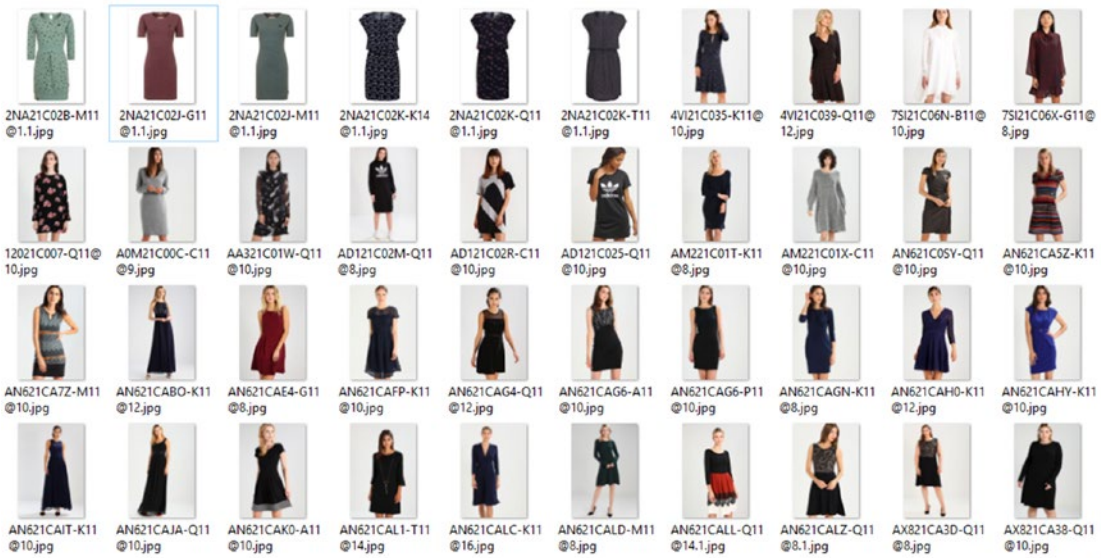 2NA21C02B-M11 2NA21C02J-G11 2NA21C02J-M11 2NA21C02K-K14 2NA21C02K-Q11 2NA21C02K-T11 4VI21C035-K11@ 4VI21C039-Q11@ 7SI21C06N-B11@ 7SI21C06X-G11@
@1.1.jpg @1.1.jpg @1.1.jpg @1.1.jpg @1.1.jpg @1.1.jpg 10.jpg 12.jpg 10.jpg 8.jpg
12021C007-Q11@ A0M21C00C-C11 AA321C01W-Q11 AD121C02M-Q11 AD121C02R-C11 AD121C025-Q11 AM221C01T-K11 AM221C01X-C11 AN621C0SY-Q11 AN621CA5Z-K11
10.jpg @9.jpg @10.jpg @8.jpg @10.jpg @10.jpg @8.jpg @10.jpg @10.jpg @10.jpg
AN621CA7Z-M11 AN621CABO-K11 AN621CAE4-G11 AN621CAFP-K11 AN621CAG4-Q11 AN621CAG6-A11 AN621CAG6-P11 AN621CAGN-K11 AN621CAH0-K11 AN621CAHY-K11
@10.jpg @12.jpg @8.jpg @10.jpg @12.jpg @10.jpg @10.jpg @8.jpg @12.jpg @10.jpg
AN621CAIT-K11 AN621CAJA-Q11 AN621CAK0-A11 AN621CAL1-T11 AN621CALC-K11 AN621CALD-M11 AN621CALL-Q11 AN621CALZ-Q11 AX821CA3D-Q11 AX821CA38-Q11
@10.jpg @10.jpg @10.jpg @14.jpg @16.jpg @8.jpg @14.1.jpg @8.1.jpg @8.jpg @10.jpg